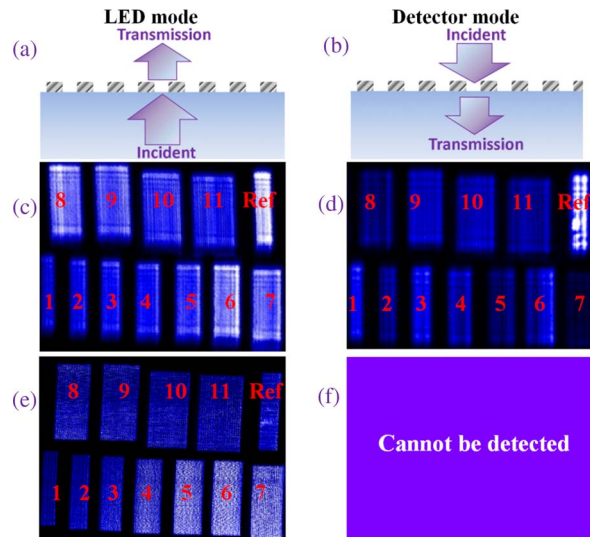 LED mode
Detector mode
(a)
Transmission
Incident
(b)
Incident
Transmission
(c)
8 9 10 11 Ref
1 2 3 4 5 6 7
(d)
8 9 10 11 Ref
1 2 3 4 5 6 7
(e)
8 9 10 11 Ref
1 2 3 4 5 6 7
(f)
Cannot be detected